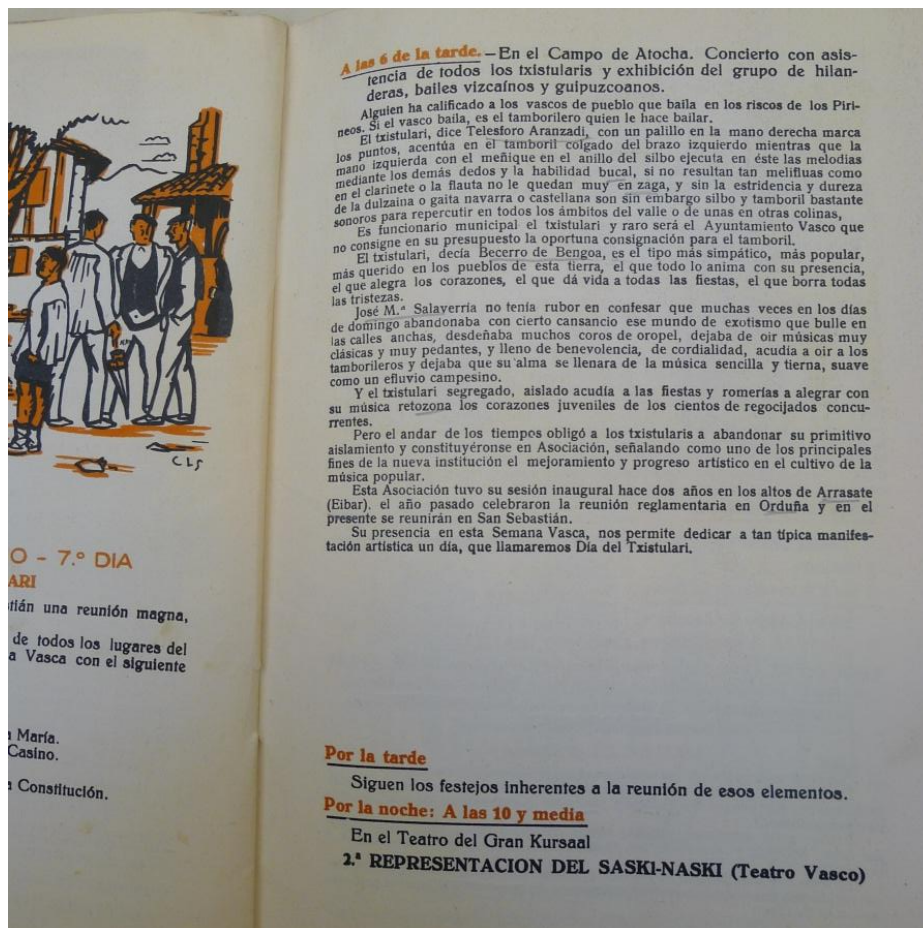 CLS
O - 7.º DIA
ARI
tián una reunión magna,
de todos los lugares del
a Vasca con el siguiente
María.
Casino.
Constitución.
A las 6 de la tarde.—En el Campo de Atocha. Concierto con asis-
tencia de todos los txistularis y exhibición del grupo de hilan-
deras, bailes vizcaínos y guipuzcoanos.
Alguien ha calificado a los vascos de pueblo que baila en los riscos de los Piri-
neos. Si el vasco baila, es el tamborilero quien le hace bailar.
El txistulari, dice Telesforo Aranzadi, con un palillo en la mano derecha marca
los puntos, acentúa en el tamboril colgado del brazo izquierdo mientras que la
mano izquierda con el meñique en el anillo del silbo ejecuta en éste las melodias
mediante los demás dedos y la habilidad bucal, si no resultan tan melifluas como
en el clarinete o la flauta no le quedan muy en zaga, y sin la estridencia y dureza
de la dulzaina o gaita navarra o castellana son sin embargo silbo y tamboril bastante
sonoros para repercutir en todos los ámbitos del valle o de unas en otras colinas,
Es funcionario municipal el txistulari y raro será el Ayuntamiento Vasco que
no consigne en su presupuesto la oportuna consignación para el tamboril.
El txistulari, decía Becerro de Bengoa, es el tipo más simpático, más popular,
más querido en los pueblos de esta tierra, el que todo lo anima con su presencia,
el que alegra los corazones, el que dá vida a todas las fiestas, el que borra todas
las tristezas.
José M.ª Salaverría no tenía rubor en confesar que muchas veces en los días
de domingo abandonaba con cierto cansancio ese mundo de exotismo que bulle en
las calles anchas, desdeñaba muchos coros de oropel, dejaba de oir músicas muy
clásicas y muy pedantes, y lleno de benevolencia, de cordialidad, acudía a oir a los
tamborileros y dejaba que su alma se llenara de la música sencilla y tierna, suave
como un efluvio campesino.
Y el txistulari segregado, aislado acudía a las fiestas y romerías a alegrar con
su música retozona los corazones juveniles de los cientos de regocijados concu-
rrentes.
Pero el andar de los tiempos obligó a los txistularis a abandonar su primitivo
aislamiento y constituyéronse en Asociación, señalando como uno de los principales
fines de la nueva institución el mejoramiento y progreso artístico en el cultivo de la
música popular.
Esta Asociación tuvo su sesión inaugural hace dos años en los altos de Arrasate
(Eibar). el año pasado celebraron la reunión reglamentaria en Orduña y en el
presente se reunirán en San Sebastián.
Su presencia en esta Semana Vasca, nos permite dedicar a tan típica manifes-
tación artística un día, que llamaremos Día del Txistulari.
Por la tarde
Siguen los festejos inherentes a la reunión de esos elementos.
Por la noche: A las 10 y media
En el Teatro del Gran Kursaal
2.ª REPRESENTACION DEL SASKI-NASKI (Teatro Vasco)